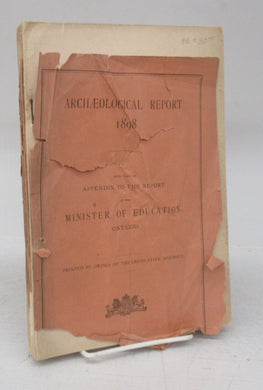 ARCHÆOLOGICAL REPORT
1898
APPENDIX TO THE REPORT
MINISTER OF EDUCATION
ONTARIO
PRINTED BY ORDER OF THE LEGISLATIVE ASSEMBLY